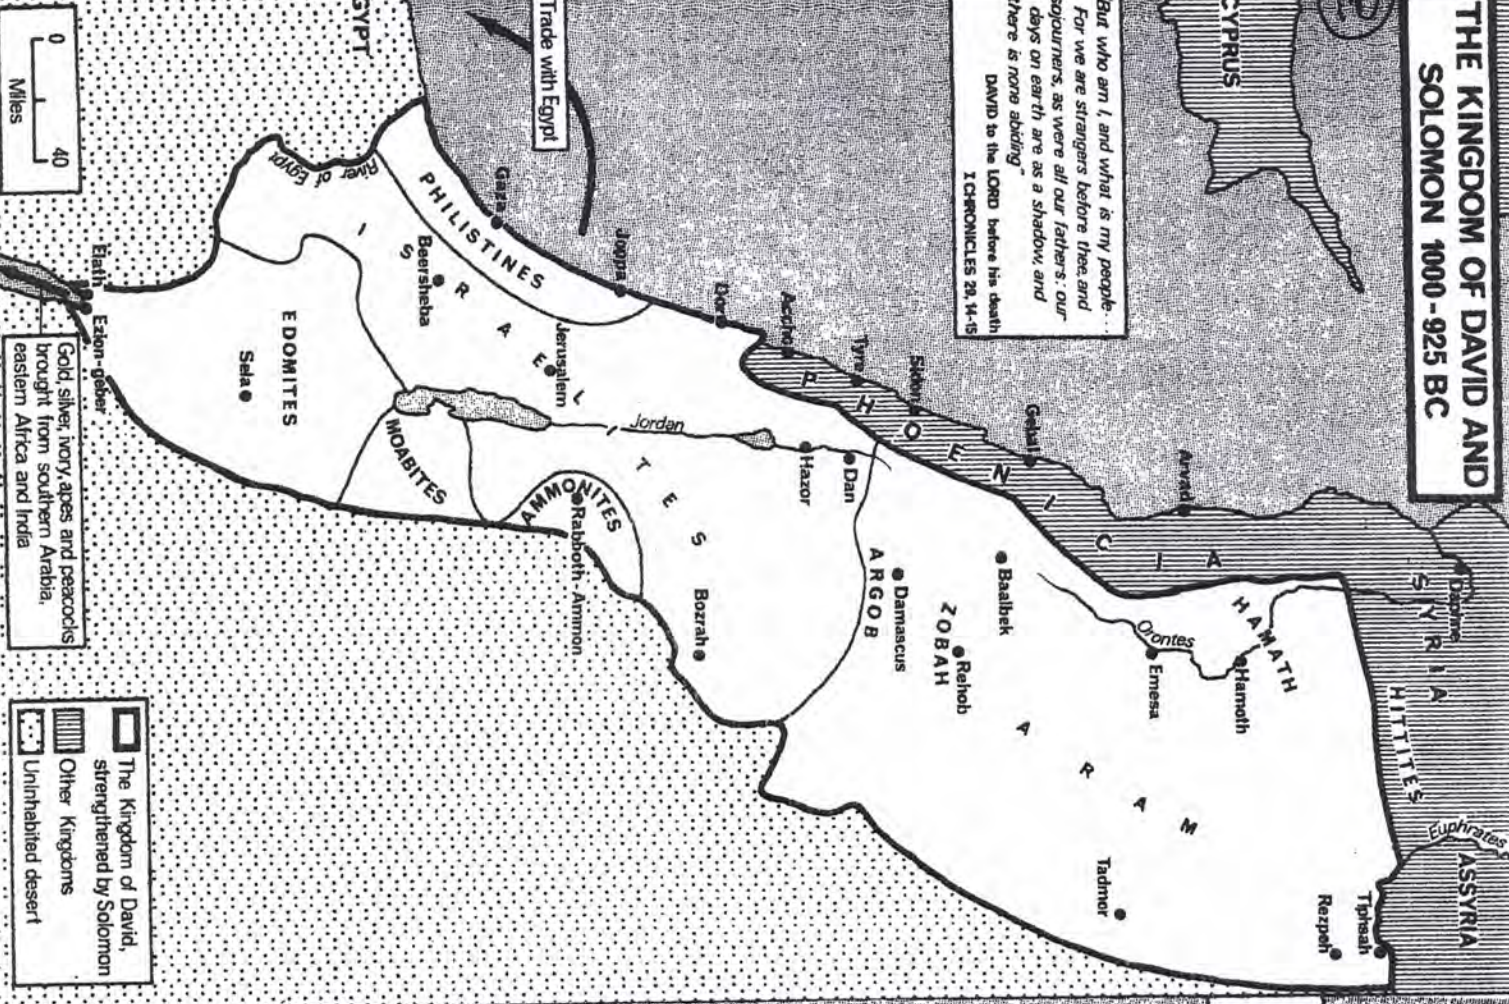 THE KINGDOM OF DAVID AND
SOLOMON 1000-925 BC
CYPRUS
But who am I, and what is my people...
For we are strangers before thee, and
sojourners, as were all our fathers: our
days on earth are as a shadow, and
there is none abiding"
DAVID to the LORD before his death
I CHRONICLES 29, 14-15
Trade with Egypt
SYRIA
Daphne
HITTITES
Euphrates
ASSYRIA
Tiphsah
Rezpeh
HAMATH
Hamoth
Orontes
Emesa
Arvad
PHOENICIA
Gebal
Sidon
Tyre
Accho
Dor
Joppa
Gaza
ARAM
Tadmor
Baalbek
ZOBAH
Rehob
Damascus
ARGOB
Dan
Hazor
Jordan
ISRAELITES
Bozrah
AMMONITES
Rabboth Ammon
Jerusalem
PHILISTINES
Beersheba
MOABITES
River of Egypt
EDOMITES
Sela
Elath
Ezion-geber
Gold, silver, ivory, apes and peacocks
brought from southern Arabia,
eastern Africa and India
0 40
Miles
The Kingdom of David,
strengthened by Solomon
Other Kingdoms
Uninhabited desert